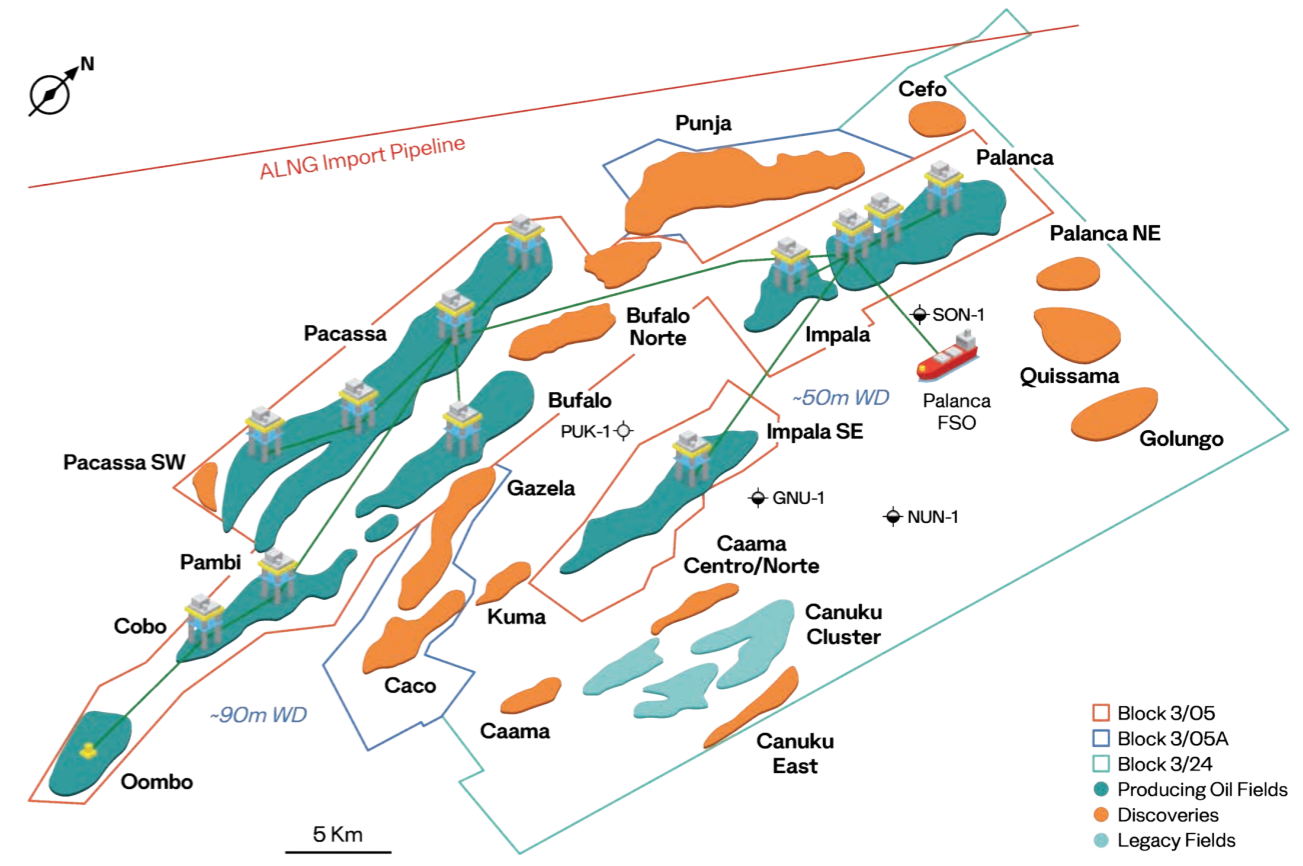 N
ALNG Import Pipeline
Cefo
Punja
Palanca
Palanca NE
SON-1
Pacassa
Bufalo
Norte
Impala
Quissama
~50m WD
Palanca
FSO
Bufalo
PUK-1
Impala SE
Golungo
Pacassa SW
Gazela
GNU-1
NUN-1
Caama
Centro/Norte
Pambi
Kuma
Canuku
Cluster
Cobo
Caco
~90m WD
Caama
Canuku
East
Oombo
5 Km
Block 3/05
Block 3/05A
Block 3/24
Producing Oil Fields
Discoveries
Legacy Fields